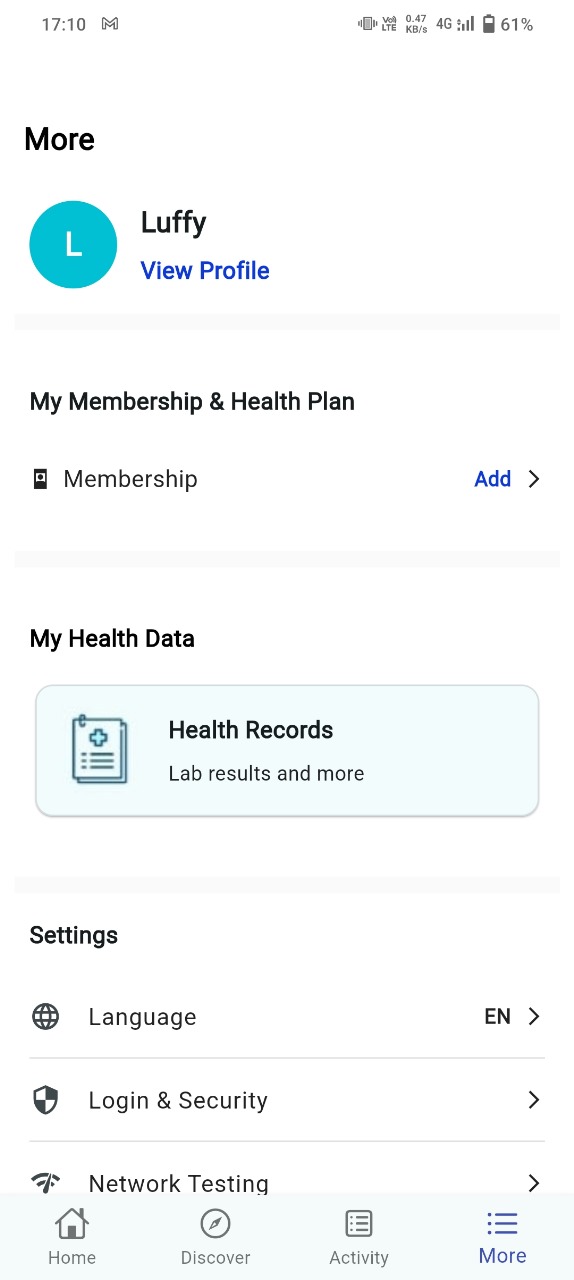 17:10 Vo) LTE 0.47 KB/s 4G 61%
More
L
Luffy
View Profile
My Membership & Health Plan
Membership Add
My Health Data
Health Records
Lab results and more
Settings
Language EN
Login & Security
Network Testing
Home Discover Activity More